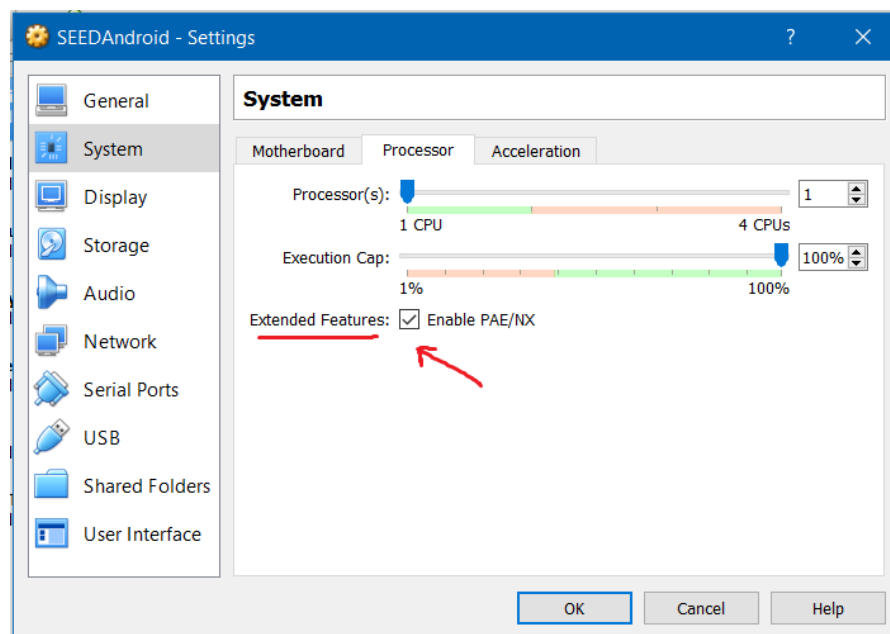 SEEDAndroid - Settings
?
General
System
Display
Storage
Audio
Network
Serial Ports
USB
Shared Folders
User Interface
System
Motherboard Processor Acceleration
Processor(s): 1
1 CPU 4 CPUs
Execution Cap: 100%
1% 100%
Extended Features: Enable PAE/NX
OK Cancel Help